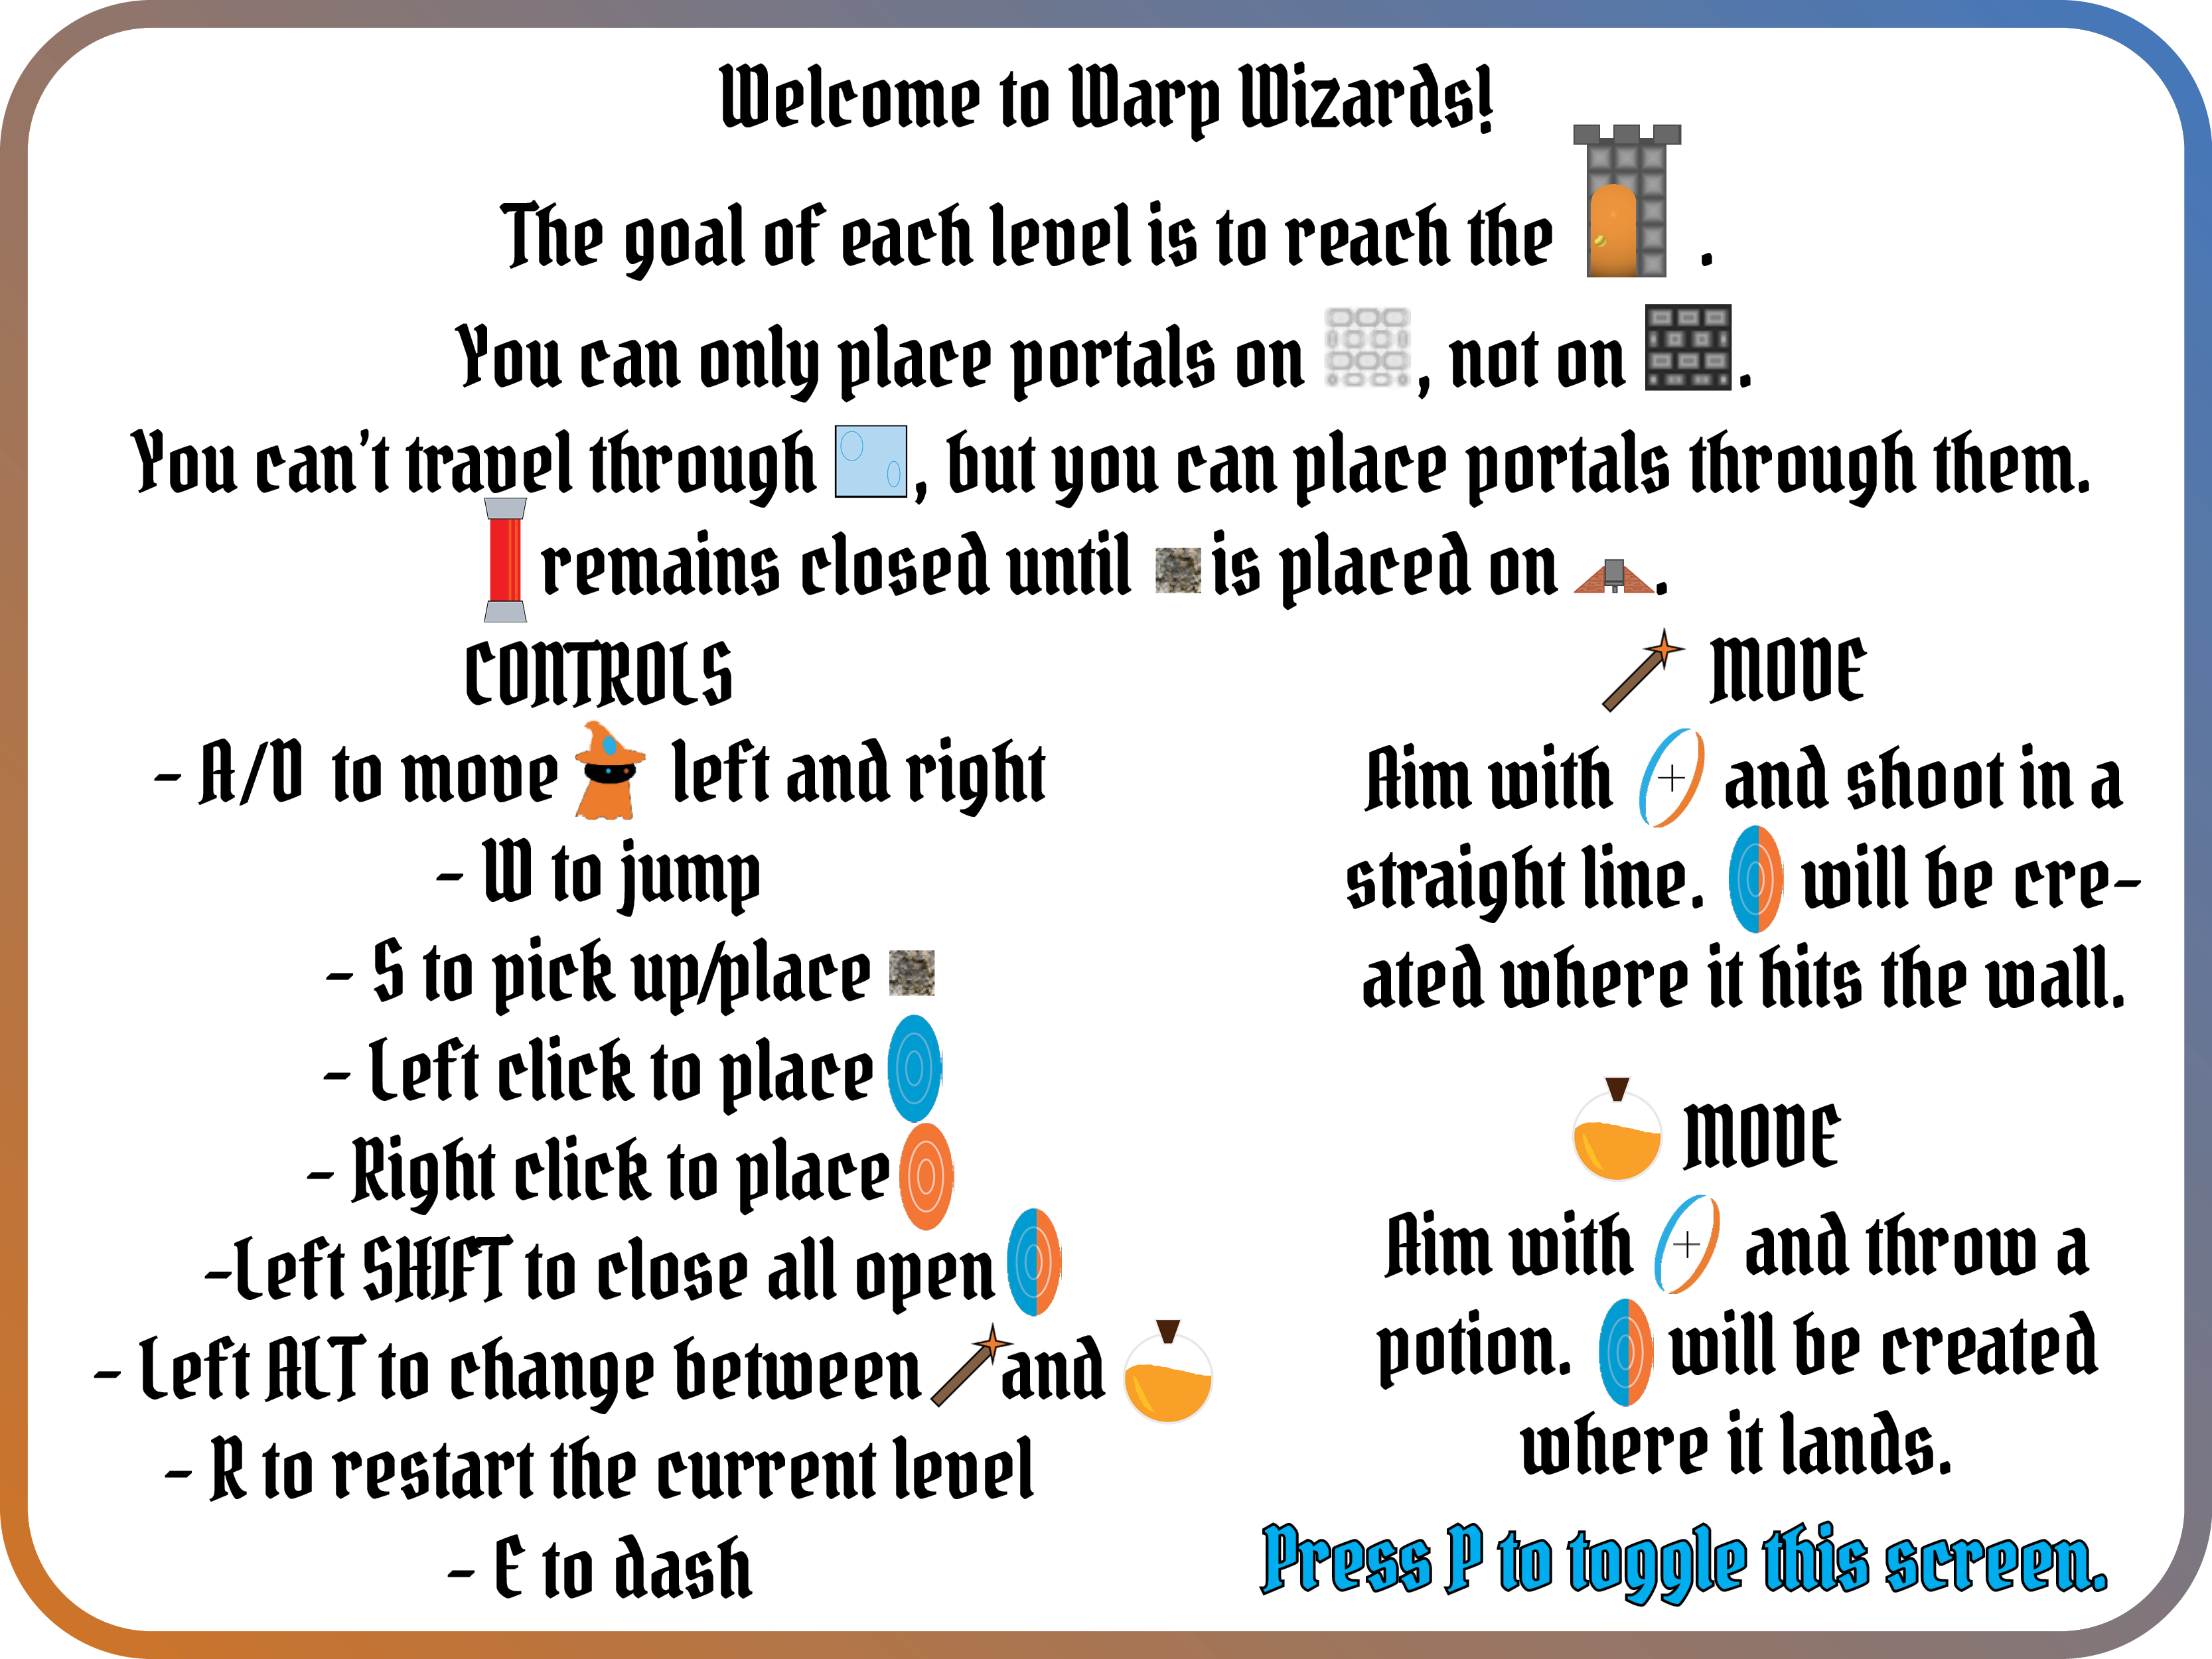 Welcome to Warp Wizards!
The goal of each level is to reach the .
You can only place portals on , not on .
You can't travel through , but you can place portals through them.
remains closed until is placed on .
CONTROLS
- A/D to move left and right
- W to jump
- S to pick up/place
- Left click to place
- Right click to place
-Left SHIFT to close all open
- Left ALT to change between and
- R to restart the current level
- E to dash
MODE
Aim with and shoot in a
straight line. will be cre-
ated where it hits the wall.
MODE
Aim with and throw a
potion. will be created
where it lands.
Press P to toggle this screen.